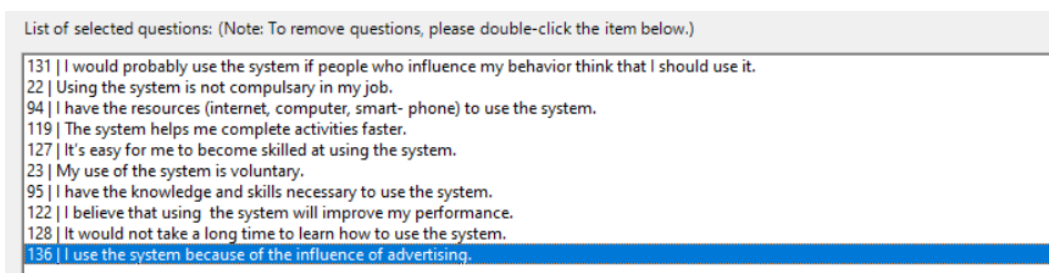 List of selected questions: (Note: To remove questions, please double-click the item below.)
131 | I would probably use the system if people who influence my behavior think that I should use it.
22 | Using the system is not compulsary in my job.
94 | I have the resources (internet, computer, smart- phone) to use the system.
119 | The system helps me complete activities faster.
127 | It's easy for me to become skilled at using the system.
23 | My use of the system is voluntary.
95 | I have the knowledge and skills necessary to use the system.
122 | I believe that using  the system will improve my performance.
128 | It would not take a long time to learn how to use the system.
136 | I use the system because of the influence of advertising.